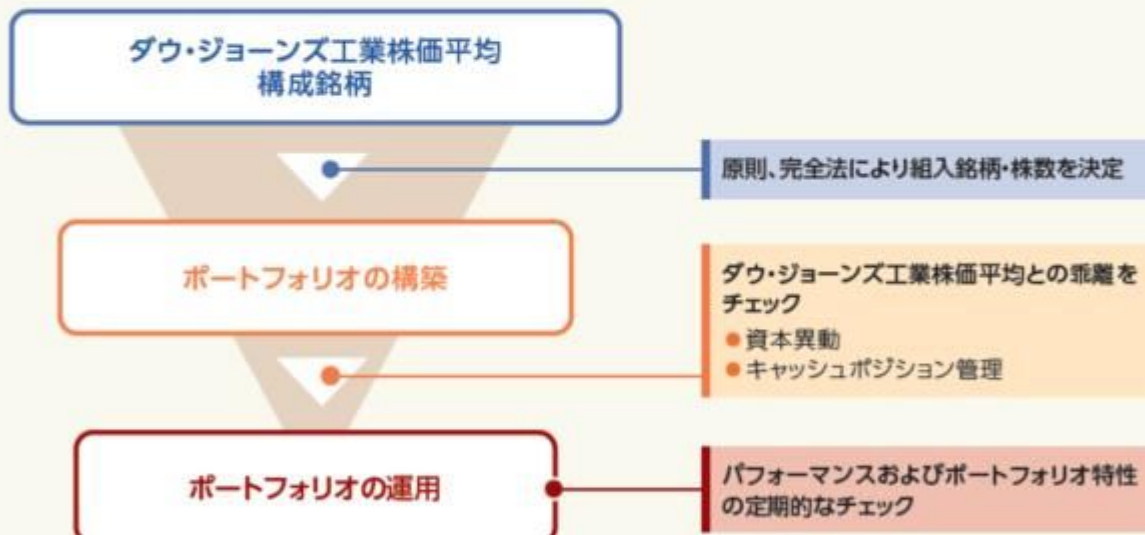 ダウ・ジョーンズ工業株価平均
構成銘柄
原則、完全法により組入銘柄・株数を決定
ポートフォリオの構築
ダウ・ジョーンズ工業株価平均との乖離を
チェック
●資本異動
●キャッシュポジション管理
ポートフォリオの運用
パフォーマンスおよびポートフォリオ特性
の定期的なチェック